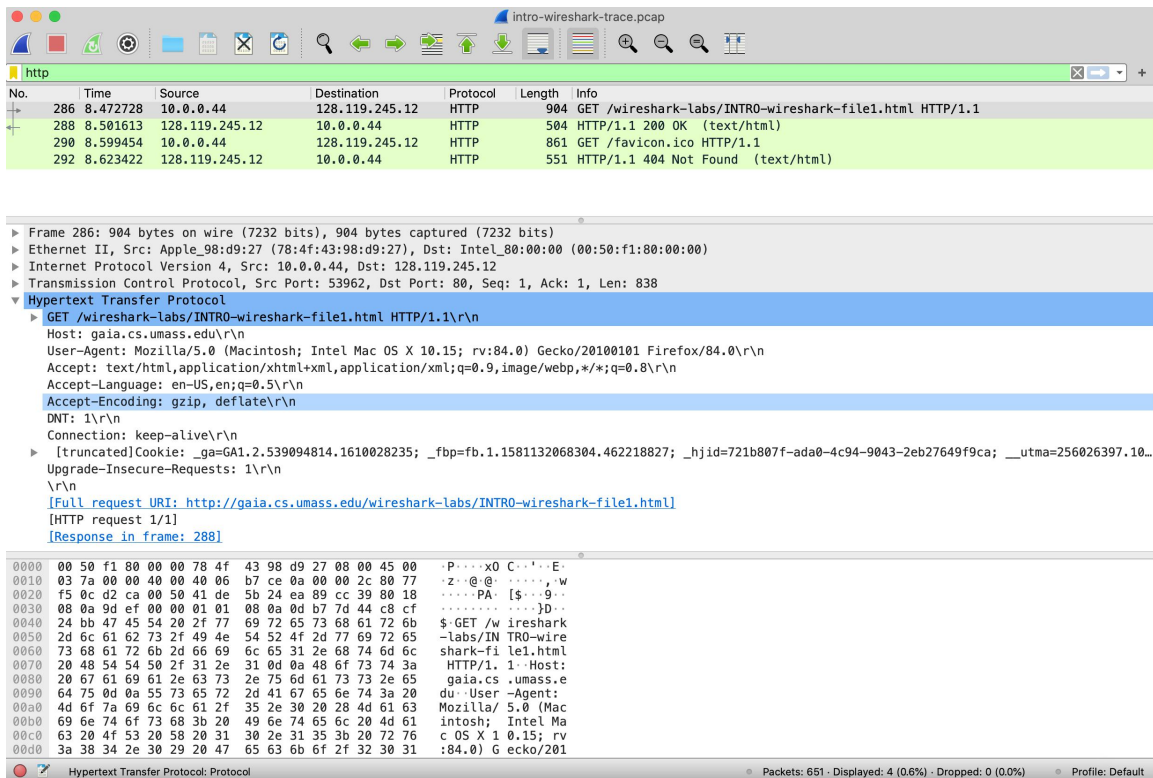 intro-wireshark-trace.pcap
http
No. Time Source Destination Protocol Length Info
286 8.472728 10.0.0.44 128.119.245.12 HTTP 904 GET /wireshark-labs/INTRO-wireshark-file1.html HTTP/1.1
288 8.501613 128.119.245.12 10.0.0.44 HTTP 504 HTTP/1.1 200 OK (text/html)
290 8.599454 10.0.0.44 128.119.245.12 HTTP 861 GET /favicon.ico HTTP/1.1
292 8.623422 128.119.245.12 10.0.0.44 HTTP 551 HTTP/1.1 404 Not Found (text/html)
Frame 286: 904 bytes on wire (7232 bits), 904 bytes captured (7232 bits)
Ethernet II, Src: Apple_98:d9:27 (78:4f:43:98:d9:27), Dst: Intel_80:00:00 (00:50:f1:80:00:00)
Internet Protocol Version 4, Src: 10.0.0.44, Dst: 128.119.245.12
Transmission Control Protocol, Src Port: 53962, Dst Port: 80, Seq: 1, Ack: 1, Len: 838
Hypertext Transfer Protocol
GET /wireshark-labs/INTRO-wireshark-file1.html HTTP/1.1\r\n
Host: gaia.cs.umass.edu\r\n
User-Agent: Mozilla/5.0 (Macintosh; Intel Mac OS X 10.15; rv:84.0) Gecko/20100101 Firefox/84.0\r\n
Accept: text/html,application/xhtml+xml,application/xml;q=0.9,image/webp,*/*;q=0.8\r\n
Accept-Language: en-US,en;q=0.5\r\n
Accept-Encoding: gzip, deflate\r\n
DNT: 1\r\n
Connection: keep-alive\r\n
[truncated]Cookie: _ga=GA1.2.539094814.1610028235; _fbp=fb.1.1581132068304.462218827; _hjid=721b807f-ada0-4c94-9043-2eb27649f9ca; __utma=256026397.10…
Upgrade-Insecure-Requests: 1\r\n
\r\n
[Full request URI: http://gaia.cs.umass.edu/wireshark-labs/INTRO-wireshark-file1.html]
[HTTP request 1/1]
[Response in frame: 288]
0000 00 50 f1 80 00 00 78 4f 43 98 d9 27 08 00 45 00 ·P····xO C··'··E·
0010 03 7a 00 00 40 00 40 06 b7 ce 0a 00 00 2c 80 77 ·z··@·@· ·····,·w
0020 f5 0c d2 ca 00 50 41 de 5b 24 ea 89 cc 39 80 18 ·····PA· [$···9··
0030 08 0a 9d ef 00 00 01 01 08 0a 0d b7 7d 44 c8 cf ········ ····}D··
0040 24 bb 47 45 54 20 2f 77 69 72 65 73 68 61 72 6b $·GET /w ireshark
0050 2d 6c 61 62 73 2f 49 4e 54 52 4f 2d 77 69 72 65 -labs/IN TRO-wire
0060 73 68 61 72 6b 2d 66 69 6c 65 31 2e 68 74 6d 6c shark-fi le1.html
0070 20 48 54 54 50 2f 31 2e 31 0d 0a 48 6f 73 74 3a HTTP/1. 1··Host:
0080 20 67 61 69 61 2e 63 73 2e 75 6d 61 73 73 2e 65 gaia.cs .umass.e
0090 64 75 0d 0a 55 73 65 72 2d 41 67 65 6e 74 3a 20 du··User -Agent:
00a0 4d 6f 7a 69 6c 6c 61 2f 35 2e 30 20 28 4d 61 63 Mozilla/ 5.0 (Mac
00b0 69 6e 74 6f 73 68 3b 20 49 6e 74 65 6c 20 4d 61 intosh; Intel Ma
00c0 63 20 4f 53 20 58 20 31 30 2e 31 35 3b 20 72 76 c OS X 1 0.15; rv
00d0 3a 38 34 2e 30 29 20 47 65 63 6b 6f 2f 32 30 31 :84.0) G ecko/201
Hypertext Transfer Protocol: Protocol Packets: 651 · Displayed: 4 (0.6%) · Dropped: 0 (0.0%) Profile: Default